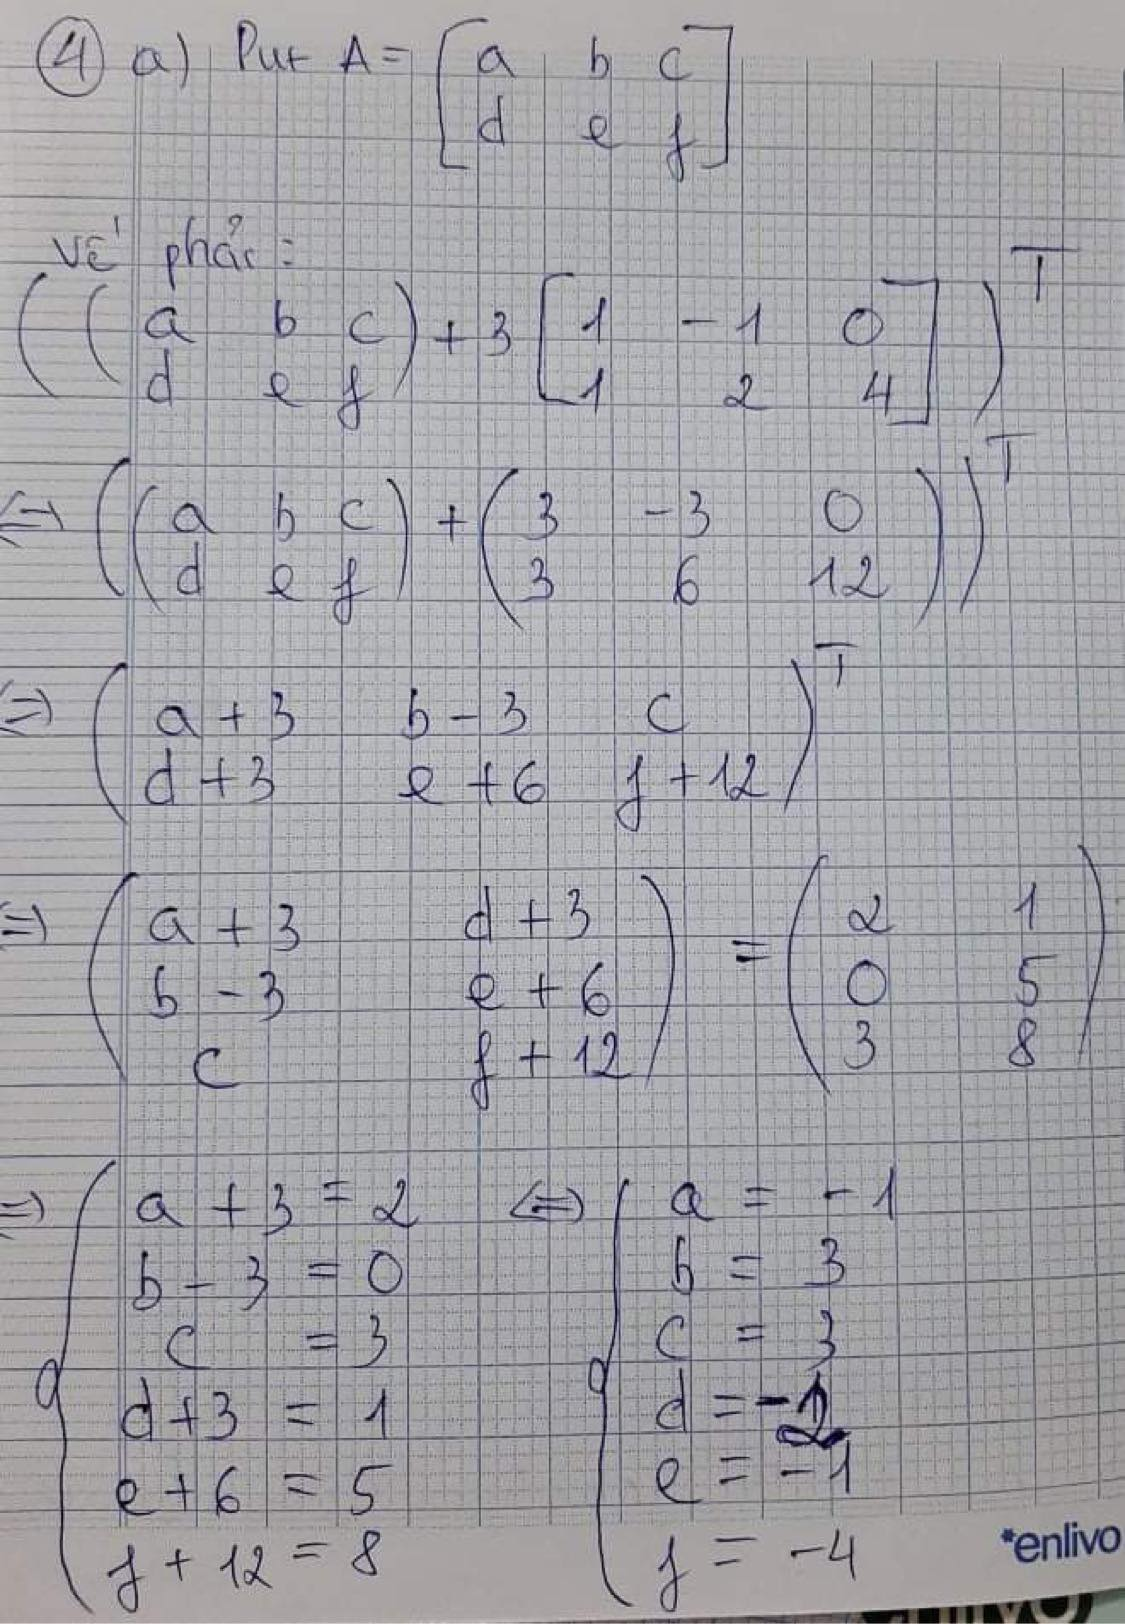 4 a) Put A = [a b c
d e f]
vế phải:
((a b c
d e f) + 3 [1 -1 0
1 2 4])^T
(=) ((a b c
d e f) + (3 -3 0
3 6 12))^T
(=) (a + 3 b - 3 c
d + 3 e + 6 f + 12)^T
(=) (a + 3 d + 3
b - 3 e + 6
c f + 12) = (2 1
0 5
3 8)
(=) { a + 3 = 2 (=) { a = -1
b - 3 = 0 b = 3
c = 3 c = 3
d + 3 = 1 d = -2
e + 6 = 5 e = -1
f + 12 = 8 f = -4
*enlivo